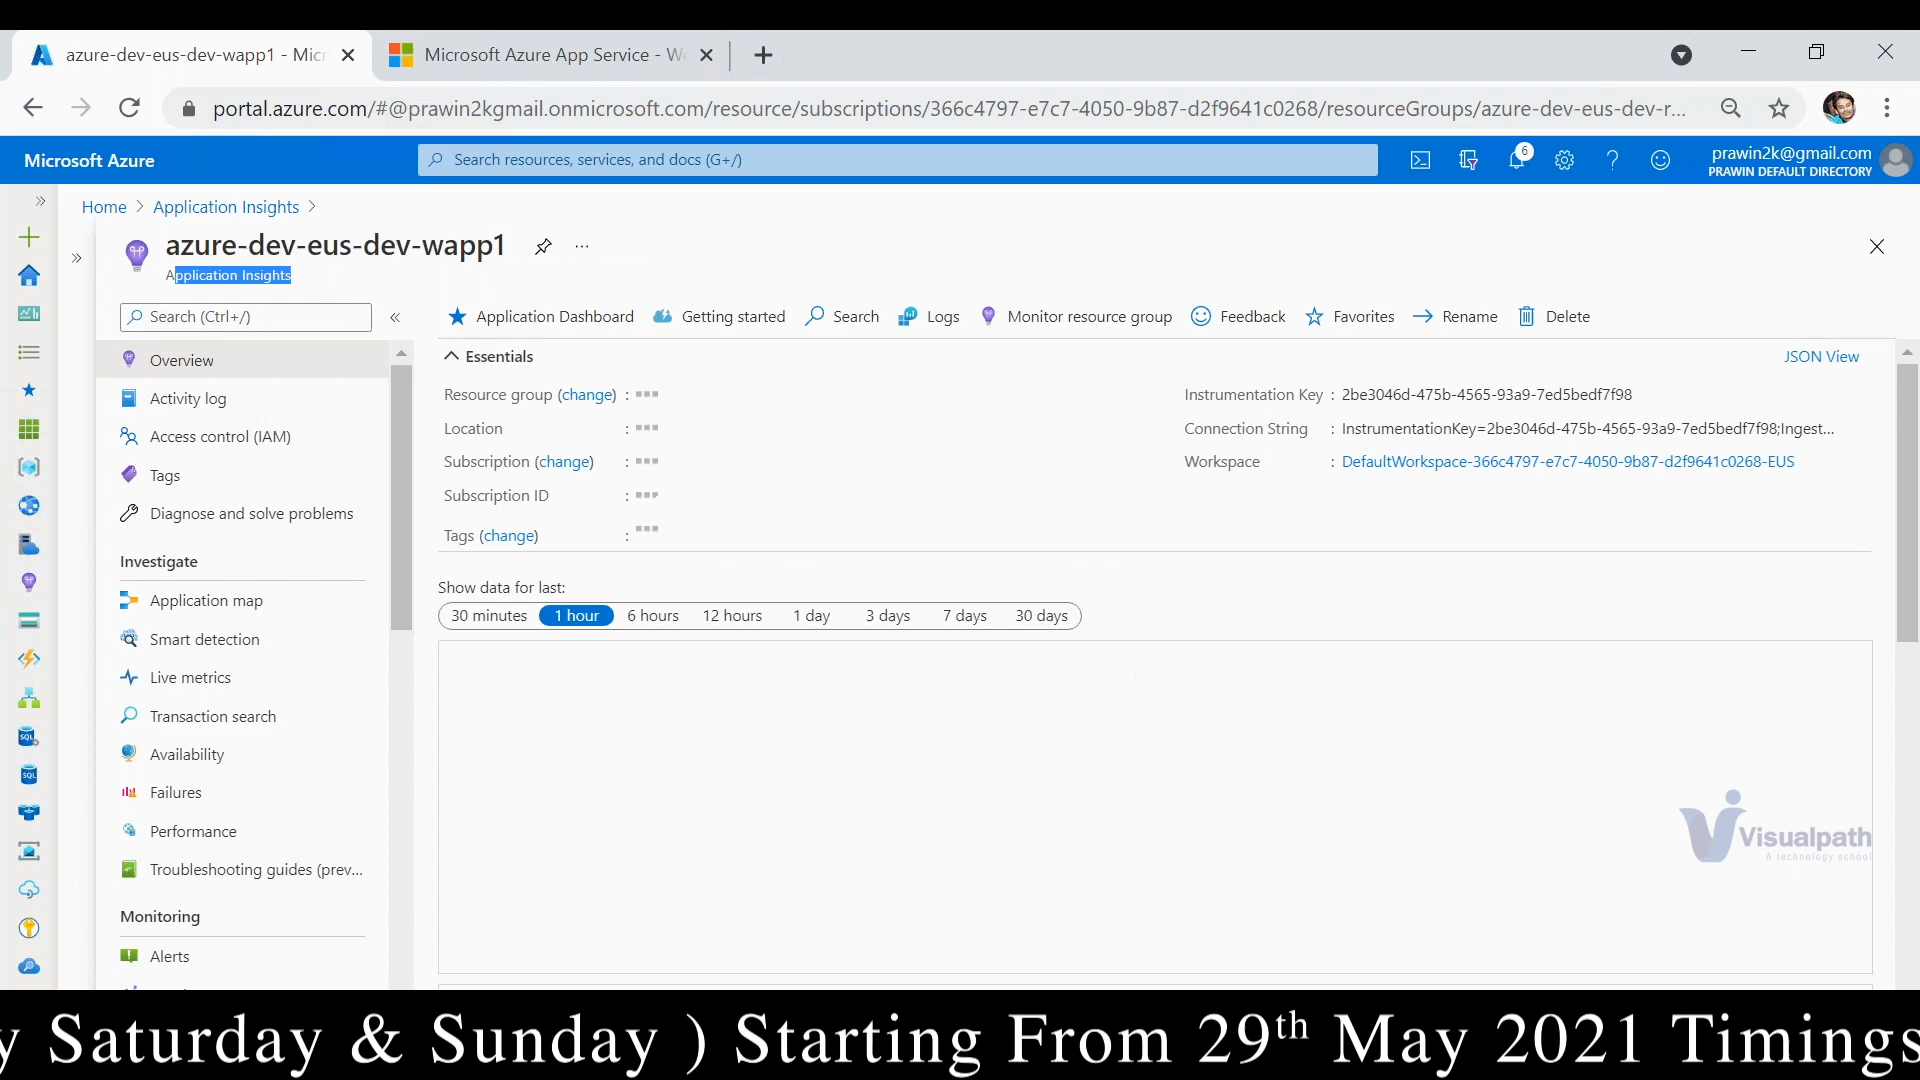 azure-dev-eus-dev-wapp1 - Micr
Microsoft Azure App Service - We
portal.azure.com/#@prawin2kgmail.onmicrosoft.com/resource/subscriptions/366c4797-e7c7-4050-9b87-d2f9641c0268/resourceGroups/azure-dev-eus-dev-r...
Microsoft Azure
Search resources, services, and docs (G+/)
6
prawin2k@gmail.com
PRAWIN DEFAULT DIRECTORY
Home > Application Insights >
azure-dev-eus-dev-wapp1
Application Insights
Search (Ctrl+/)
Application Dashboard
Getting started
Search
Logs
Monitor resource group
Feedback
Favorites
Rename
Delete
Overview
Activity log
Access control (IAM)
Tags
Diagnose and solve problems
Investigate
Application map
Smart detection
Live metrics
Transaction search
Availability
Failures
Performance
Troubleshooting guides (prev...
Monitoring
Alerts
Essentials
JSON View
Resource group (change) :
Location :
Subscription (change) :
Subscription ID :
Tags (change) :
Instrumentation Key : 2be3046d-475b-4565-93a9-7ed5bedf7f98
Connection String : InstrumentationKey=2be3046d-475b-4565-93a9-7ed5bedf7f98;Ingest...
Workspace : DefaultWorkspace-366c4797-e7c7-4050-9b87-d2f9641c0268-EUS
Show data for last:
30 minutes 1 hour 6 hours 12 hours 1 day 3 days 7 days 30 days
Visualpath
A technology school
y Saturday & Sunday ) Starting From 29th May 2021 Timings